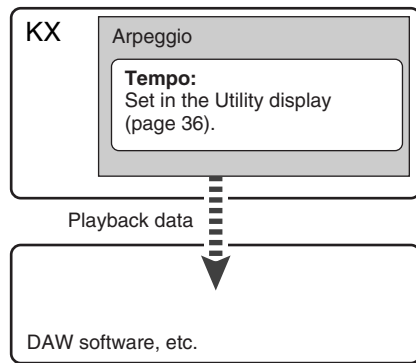 KX
Arpeggio
Tempo:
Set in the Utility display
(page 36).
Playback data
DAW software, etc.